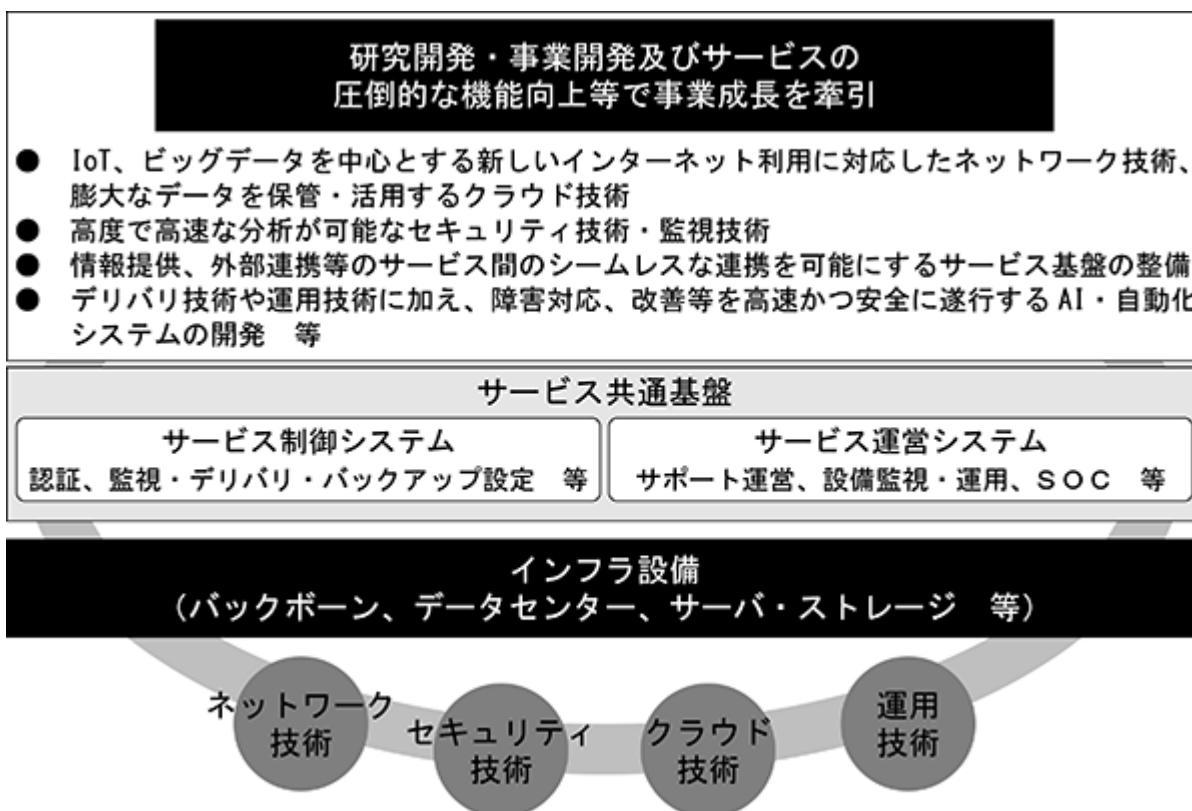 研究開発・事業開発及びサービスの
圧倒的な機能向上等で事業成長を牽引
● IoT、ビッグデータを中心とする新しいインターネット利用に対応したネットワーク技術、
膨大なデータを保管・活用するクラウド技術
● 高度で高速な分析が可能なセキュリティ技術・監視技術
● 情報提供、外部連携等のサービス間のシームレスな連携を可能にするサービス基盤の整備
● デリバリ技術や運用技術に加え、障害対応、改善等を高速かつ安全に遂行する AI・自動化
システムの開発　等
サービス共通基盤
サービス制御システム
認証、監視・デリバリ・バックアップ設定　等
サービス運営システム
サポート運営、設備監視・運用、ＳＯＣ　等
インフラ設備
（バックボーン、データセンター、サーバ・ストレージ　等）
ネットワーク
技術
セキュリティ
技術
クラウド
技術
運用
技術